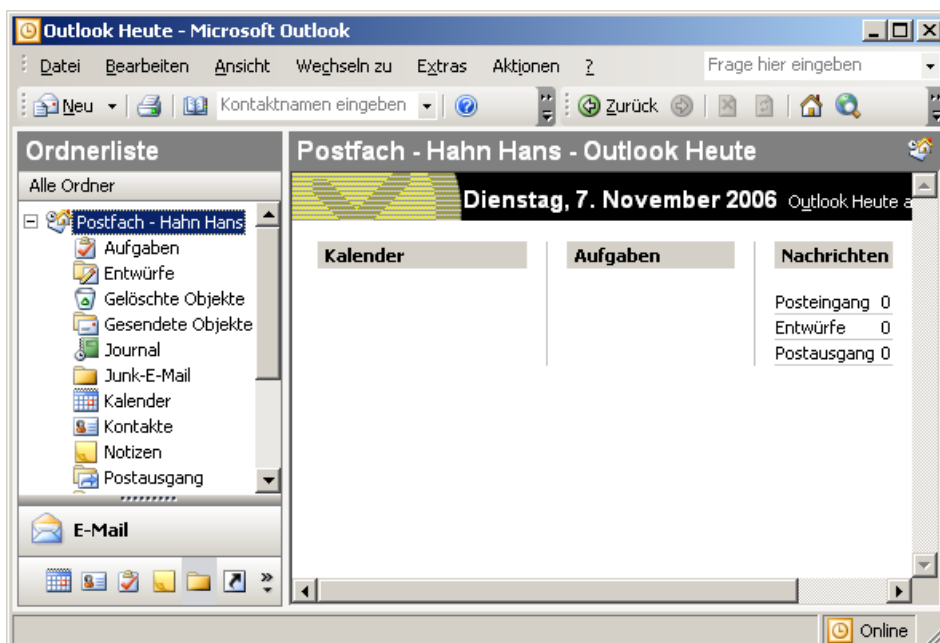 Outlook Heute - Microsoft Outlook
Datei Bearbeiten Ansicht Wechseln zu Extras Aktionen ? Frage hier eingeben
Neu Kontaktnamen eingeben Zurück
Ordnerliste
Alle Ordner
Postfach - Hahn Hans
Aufgaben
Entwürfe
Gelöschte Objekte
Gesendete Objekte
Journal
Junk-E-Mail
Kalender
Kontakte
Notizen
Postausgang
E-Mail
Postfach - Hahn Hans - Outlook Heute
Dienstag, 7. November 2006 Outlook Heute a
Kalender Aufgaben Nachrichten
Posteingang 0
Entwürfe 0
Postausgang 0
Online